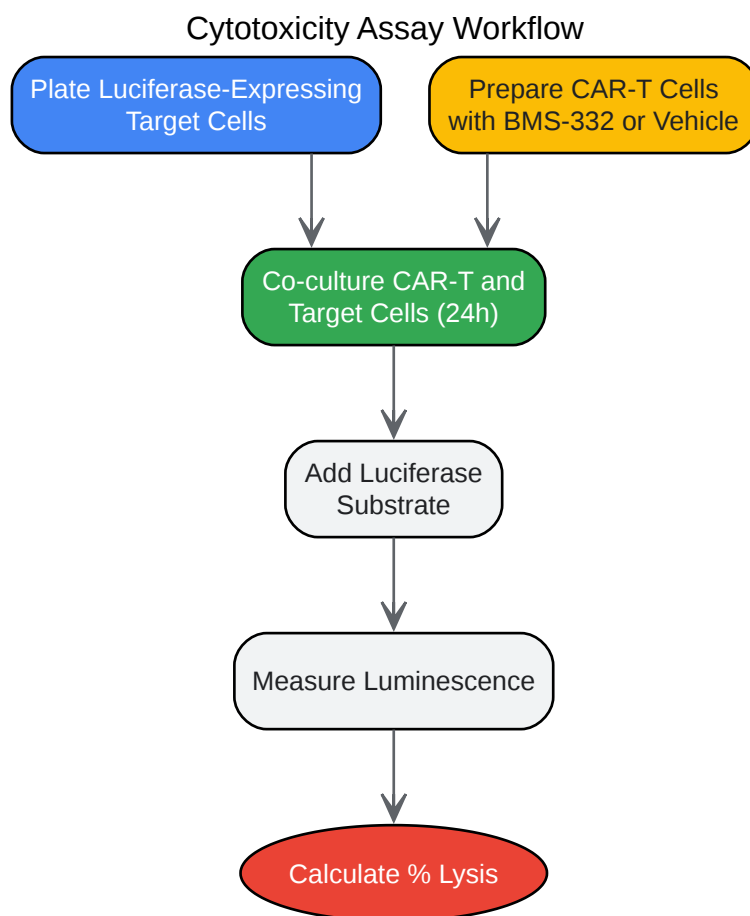 Cytotoxicity Assay Workflow
Plate Luciferase-Expressing
Target Cells
Prepare CAR-T Cells
with BMS-332 or Vehicle
Co-culture CAR-T and
Target Cells (24h)
Add Luciferase
Substrate
Measure Luminescence
Calculate % Lysis